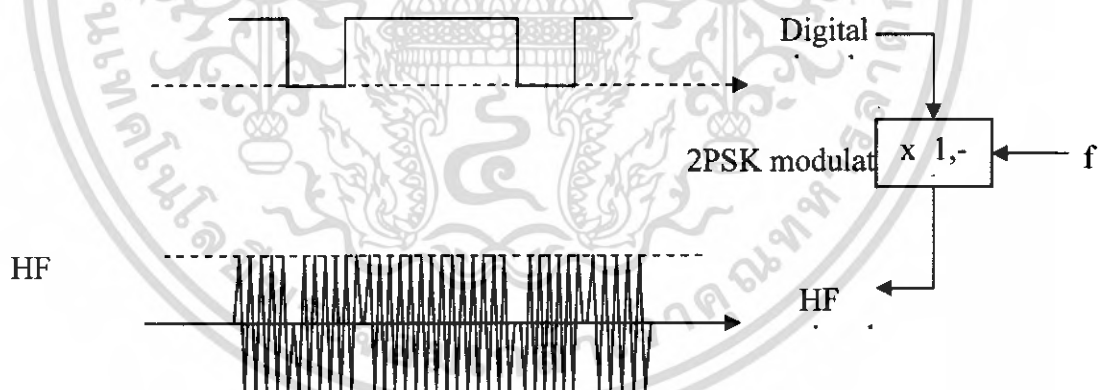 Digital
2PSK modulat
x 1,-
f
HF
HF